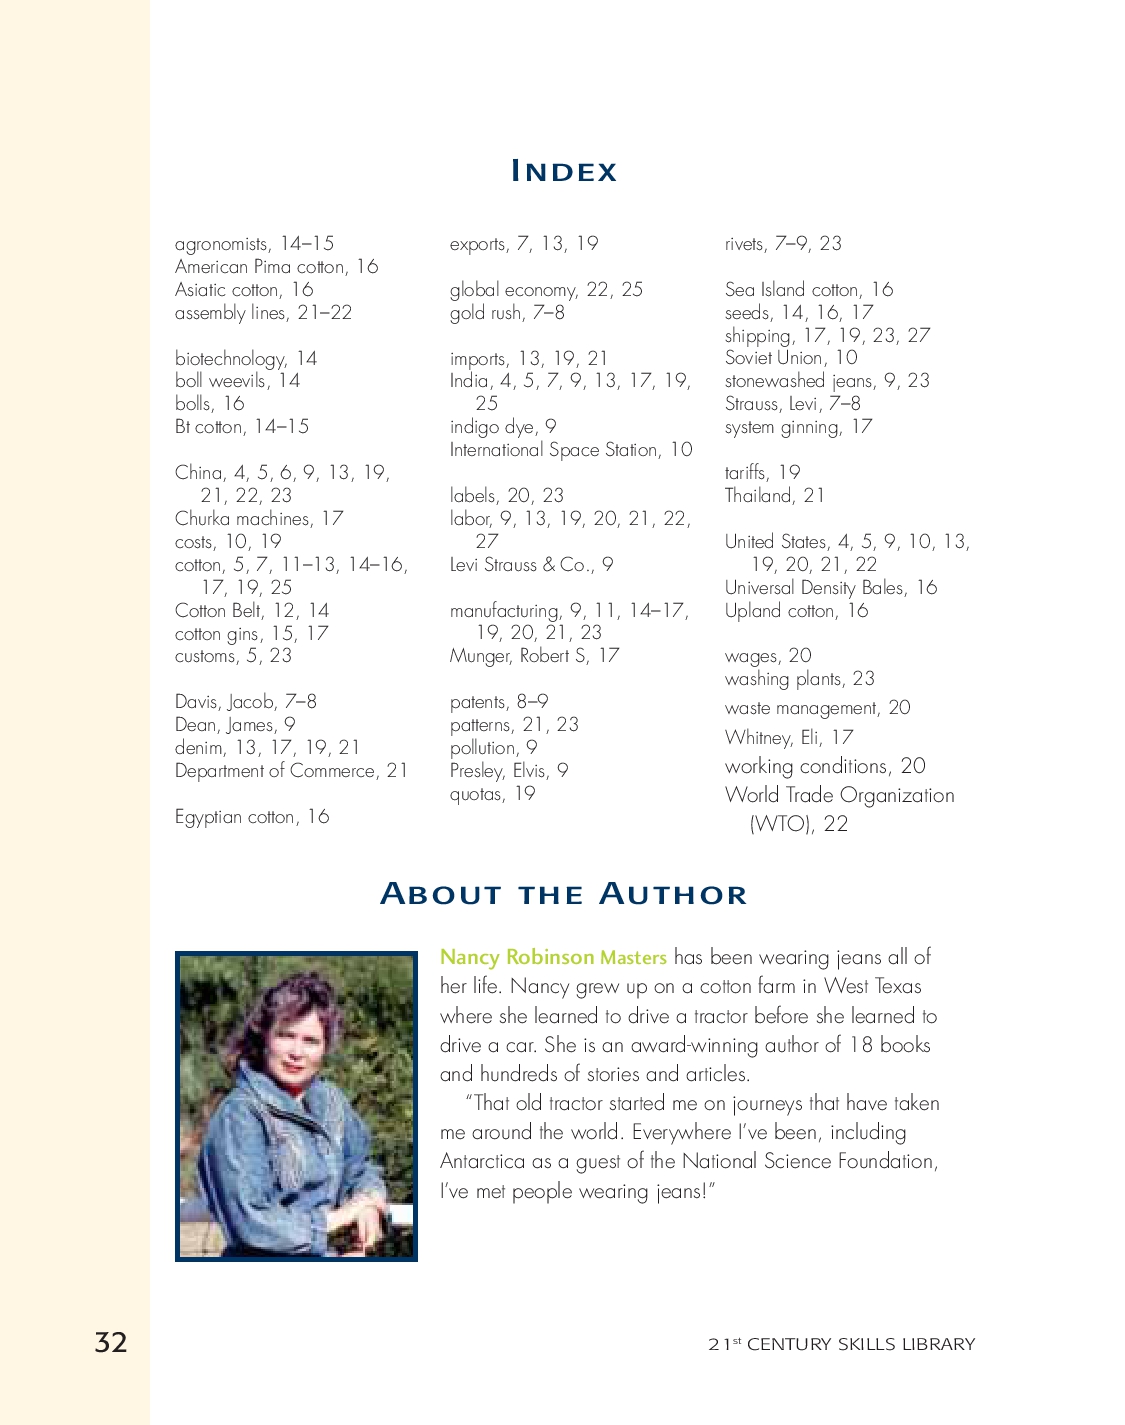 INDEX
agronomists, 14–15
American Pima cotton, 16
Asiatic cotton, 16
assembly lines, 21–22
biotechnology, 14
boll weevils, 14
bolls, 16
Bt cotton, 14–15
China, 4, 5, 6, 9, 13, 19,
21, 22, 23
Churka machines, 17
costs, 10, 19
cotton, 5, 7, 11–13, 14–16,
17, 19, 25
Cotton Belt, 12, 14
cotton gins, 15, 17
customs, 5, 23
Davis, Jacob, 7–8
Dean, James, 9
denim, 13, 17, 19, 21
Department of Commerce, 21
Egyptian cotton, 16
exports, 7, 13, 19
global economy, 22, 25
gold rush, 7–8
imports, 13, 19, 21
India, 4, 5, 7, 9, 13, 17, 19,
25
indigo dye, 9
International Space Station, 10
labels, 20, 23
labor, 9, 13, 19, 20, 21, 22,
27
Levi Strauss & Co., 9
manufacturing, 9, 11, 14–17,
19, 20, 21, 23
Munger, Robert S, 17
patents, 8–9
patterns, 21, 23
pollution, 9
Presley, Elvis, 9
quotas, 19
rivets, 7–9, 23
Sea Island cotton, 16
seeds, 14, 16, 17
shipping, 17, 19, 23, 27
Soviet Union, 10
stonewashed jeans, 9, 23
Strauss, Levi, 7–8
system ginning, 17
tariffs, 19
Thailand, 21
United States, 4, 5, 9, 10, 13,
19, 20, 21, 22
Universal Density Bales, 16
Upland cotton, 16
wages, 20
washing plants, 23
waste management, 20
Whitney, Eli, 17
working conditions, 20
World Trade Organization
(WTO), 22
ABOUT THE AUTHOR
Nancy Robinson Masters has been wearing jeans all of
her life. Nancy grew up on a cotton farm in West Texas
where she learned to drive a tractor before she learned to
drive a car. She is an award-winning author of 18 books
and hundreds of stories and articles.
“That old tractor started me on journeys that have taken
me around the world. Everywhere I’ve been, including
Antarctica as a guest of the National Science Foundation,
I’ve met people wearing jeans!”
32
21st CENTURY SKILLS LIBRARY